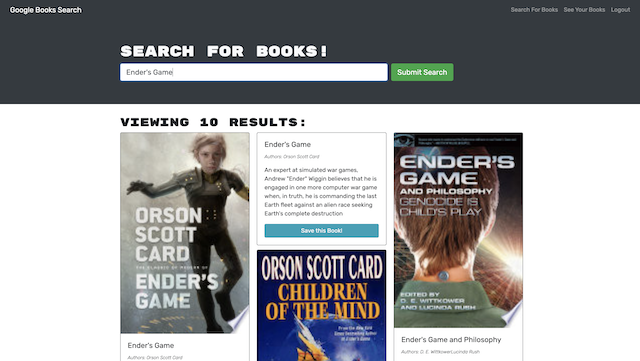 Google Books Search
Search For Books
See Your Books
Logout
SEARCH FOR BOOKS!
Ender's Game
Submit Search
VIEWING 10 RESULTS:
ORSON
SCOTT
CARD
ENDER'S
GAME
Ender's Game
Authors: Orson Scott Card
Ender's Game
Authors: Orson Scott Card
An expert at simulated war games,
Andrew "Ender" Wiggin believes that he is
engaged in one more computer war game
when, in truth, he is commanding the last
Earth fleet against an alien race seeking
Earth's complete destruction
Save this Book!
ORSON SCOTT CARD
CHILDREN
OF THE MIND
ENDER'S
GAME
AND PHILOSOPHY
GENOCIDE IS
CHILD'S PLAY
EDITED BY
D. E. WITTKOWER
AND LUCINDA RUSH
Ender's Game and Philosophy
Authors: D. E. WittkowerLucinda Rush